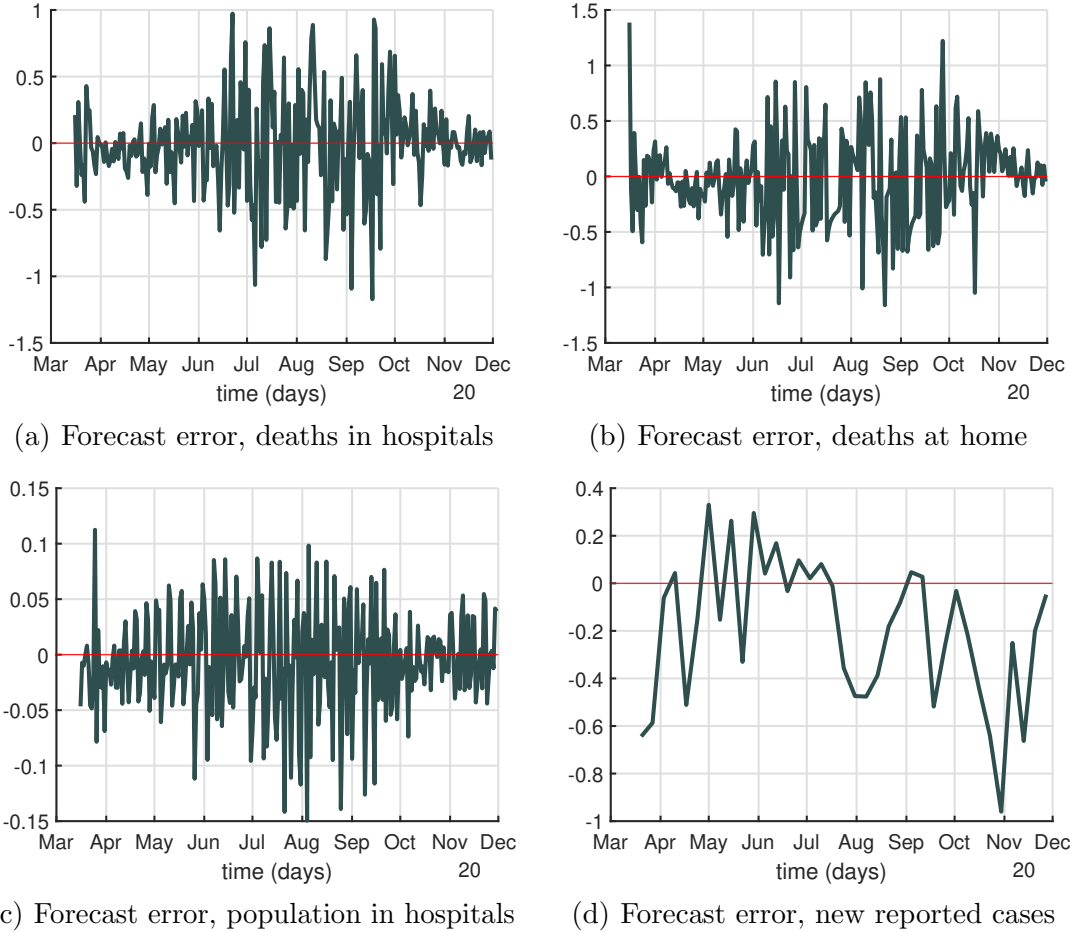 1
0.5
0
-0.5
-1
-1.5
Mar Apr May Jun Jul Aug Sep Oct Nov Dec
time (days) 20
(a) Forecast error, deaths in hospitals
1.5
1
0.5
0
-0.5
-1
-1.5
Mar Apr May Jun Jul Aug Sep Oct Nov Dec
time (days) 20
(b) Forecast error, deaths at home
0.15
0.1
0.05
0
-0.05
-0.1
-0.15
Mar Apr May Jun Jul Aug Sep Oct Nov Dec
time (days) 20
c) Forecast error, population in hospitals
0.4
0.2
0
-0.2
-0.4
-0.6
-0.8
-1
Mar Apr May Jun Jul Aug Sep Oct Nov Dec
time (days) 20
(d) Forecast error, new reported cases